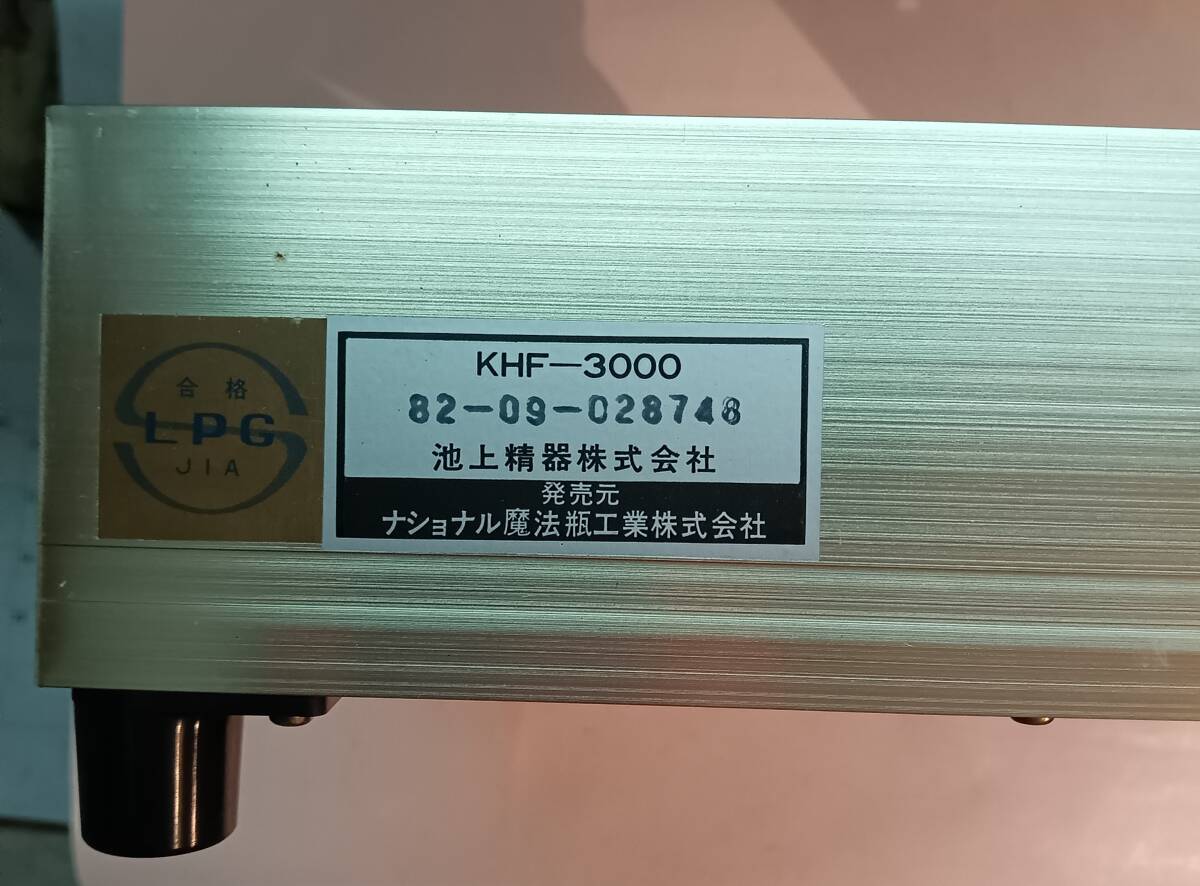 合格
LPG
JIA
KHF-3000
82-09-028748
池上精器株式会社
発売元
ナショナル魔法瓶工業株式会社